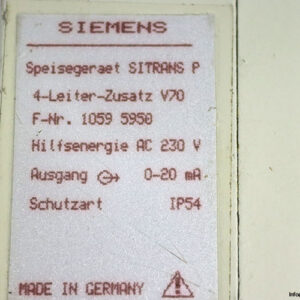 SIEMENS
Speisegeraet SITRANS P
4-Leiter-Zusatz V70
F-Nr. 1059 5950
Hilfsenergie AC 230 V
Ausgang 0-20 mA
Schutzart IP54
MADE IN GERMANY